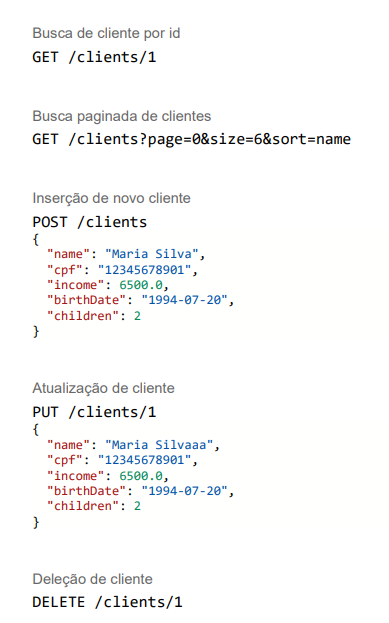 Busca de cliente por id
GET /clients/1
Busca paginada de clientes
GET /clients?page=0&size=6&sort=name
Inserção de novo cliente
POST /clients
{
"name": "Maria Silva",
"cpf": "12345678901",
"income": 6500.0,
"birthDate": "1994-07-20",
"children": 2
}
Atualização de cliente
PUT /clients/1
{
"name": "Maria Silvaaa",
"cpf": "12345678901",
"income": 6500.0,
"birthDate": "1994-07-20",
"children": 2
}
Deleção de cliente
DELETE /clients/1